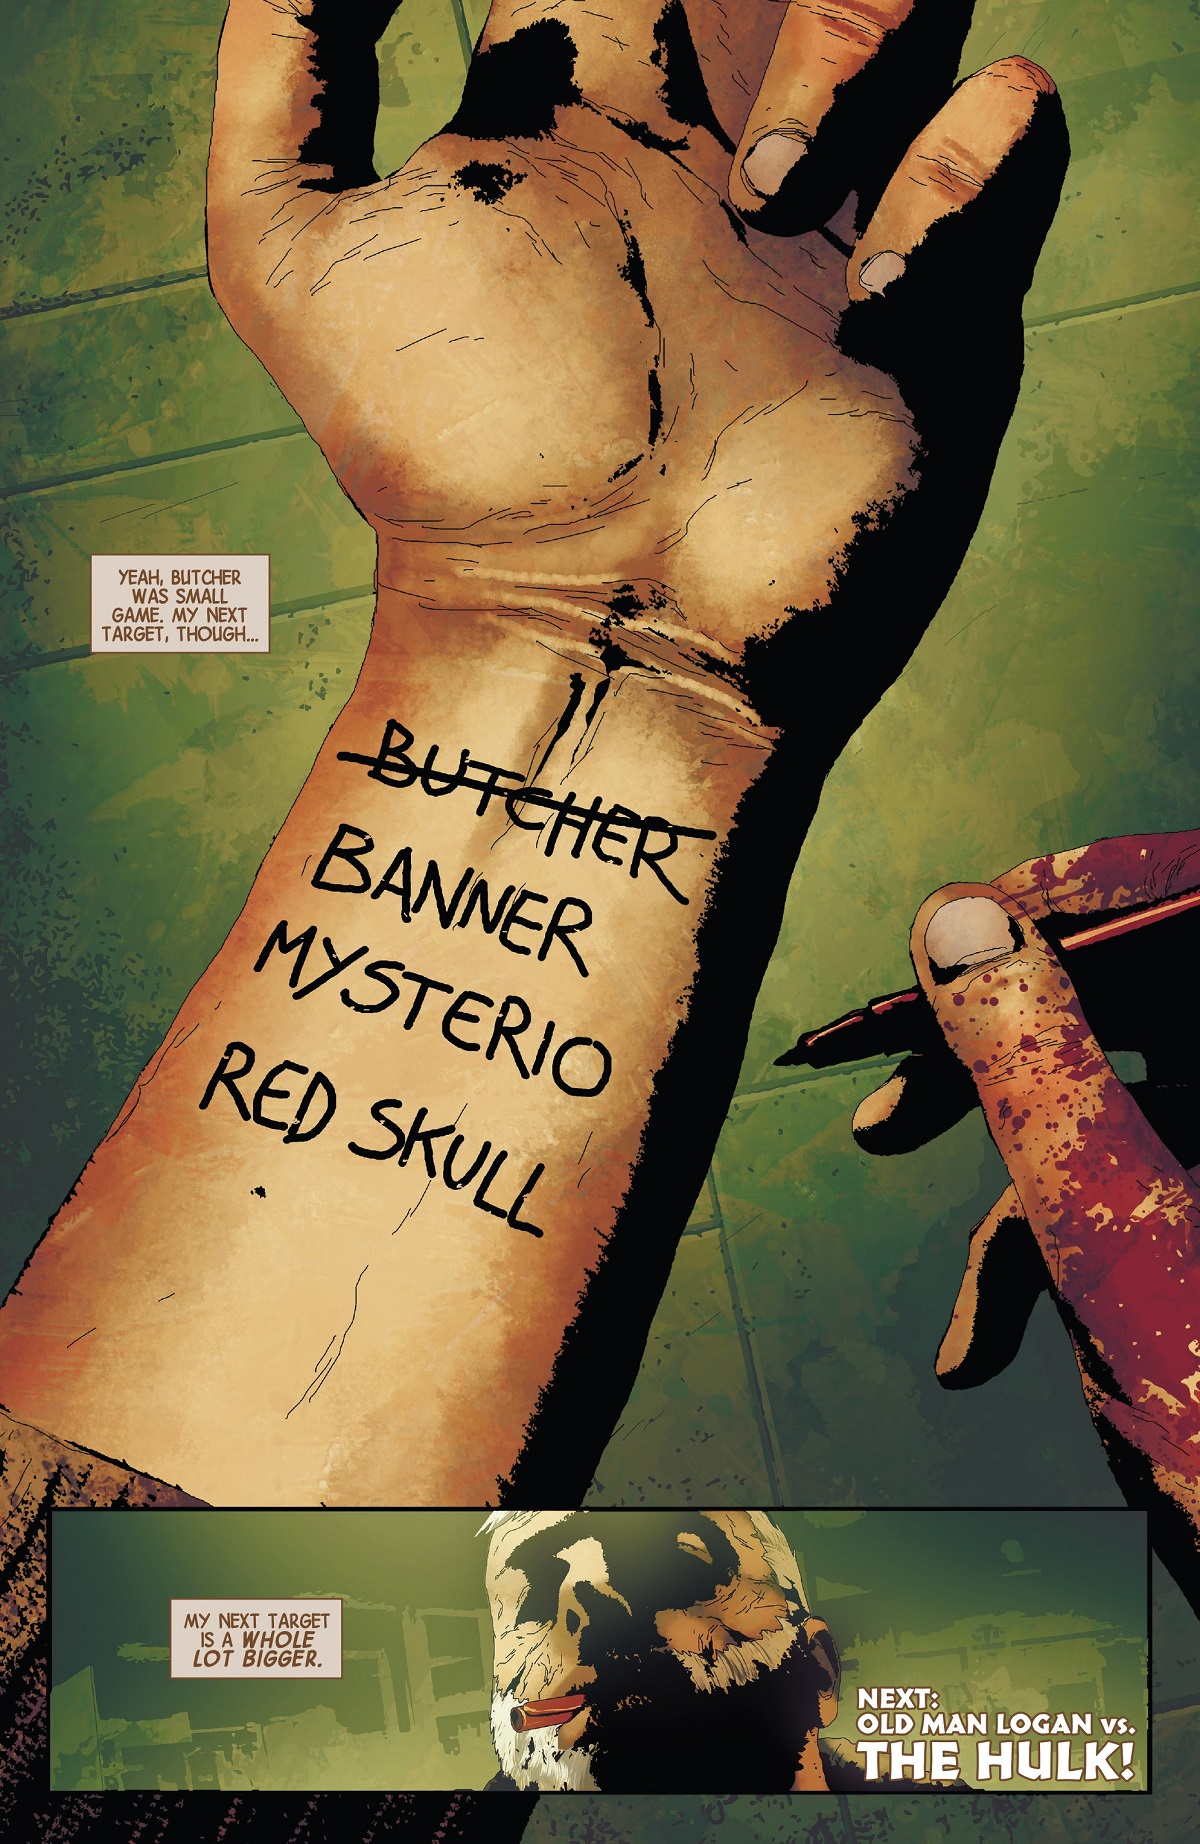 YEAH, BUTCHER
WAS SMALL
GAME. MY NEXT
TARGET, THOUGH...
BUTCHER
BANNER
MYSTERIO
RED SKULL
MY NEXT TARGET
IS A WHOLE
LOT BIGGER.
NEXT:
OLD MAN LOGAN vs.
THE HULK!